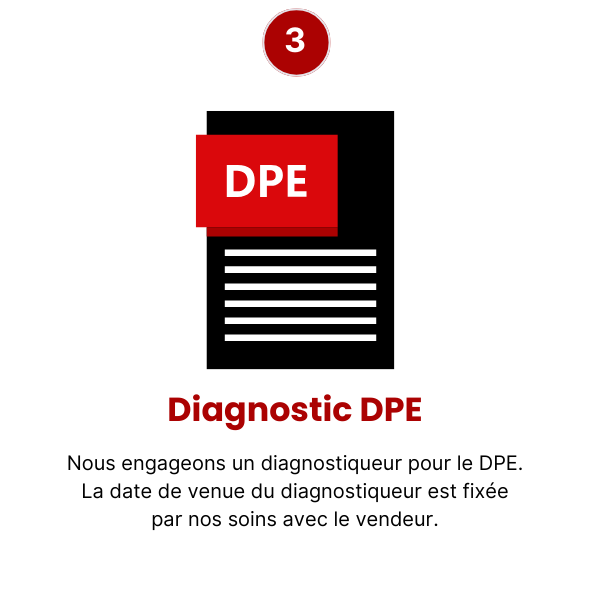 3
DPE
Diagnostic DPE
Nous engageons un diagnostiqueur pour le DPE.
La date de venue du diagnostiqueur est fixée
par nos soins avec le vendeur.